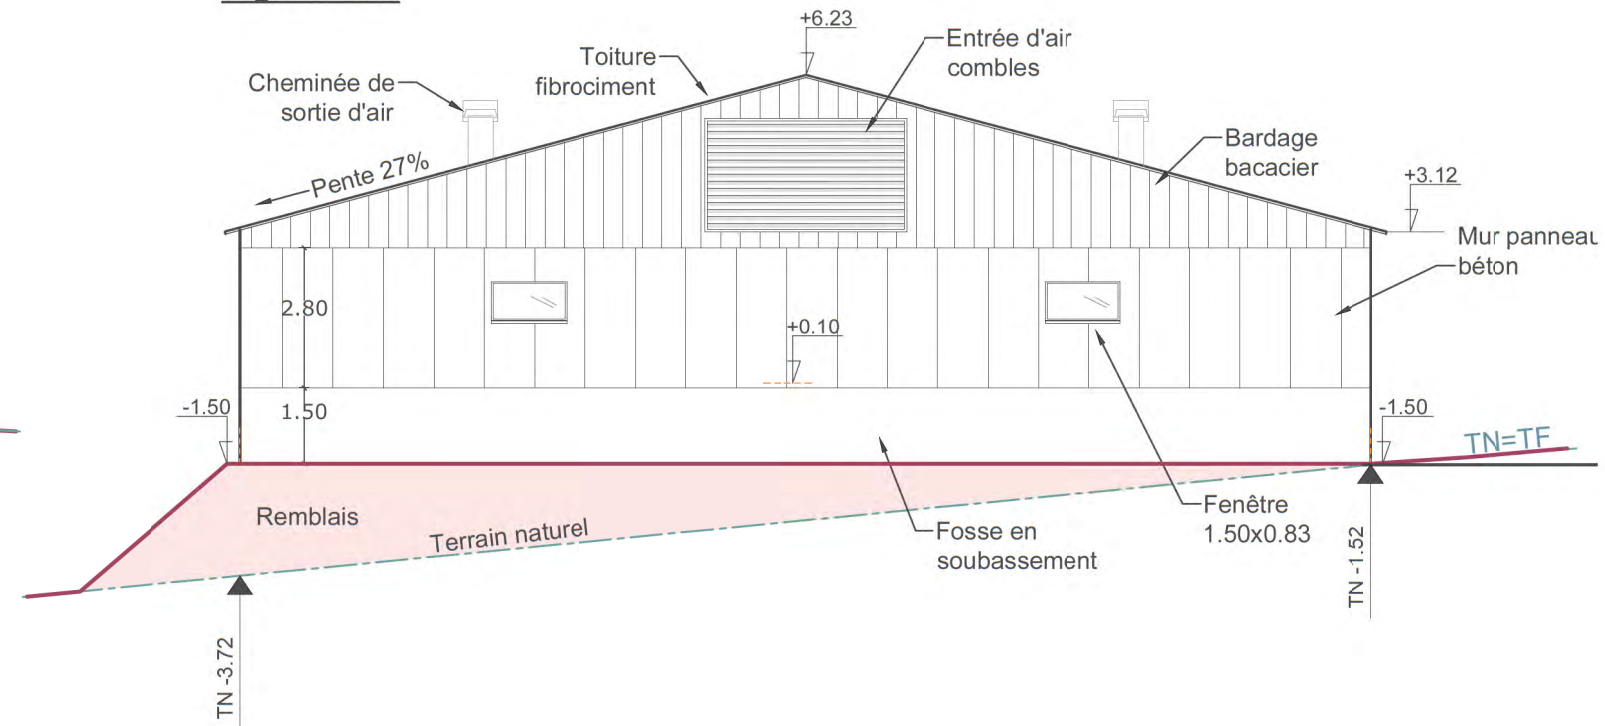 +6.23
Entrée d'air
combles
Toiture
fibrociment
Cheminée de
sortie d'air
Bardage
bacacier
Pente 27%
+3.12
Mur panneau
béton
2.80
+0.10
-1.50
1.50
-1.50
TN=TF
Remblais
Terrain naturel
Fosse en
soubassement
Fenêtre
1.50x0.83
TN -1.52
TN -3.72